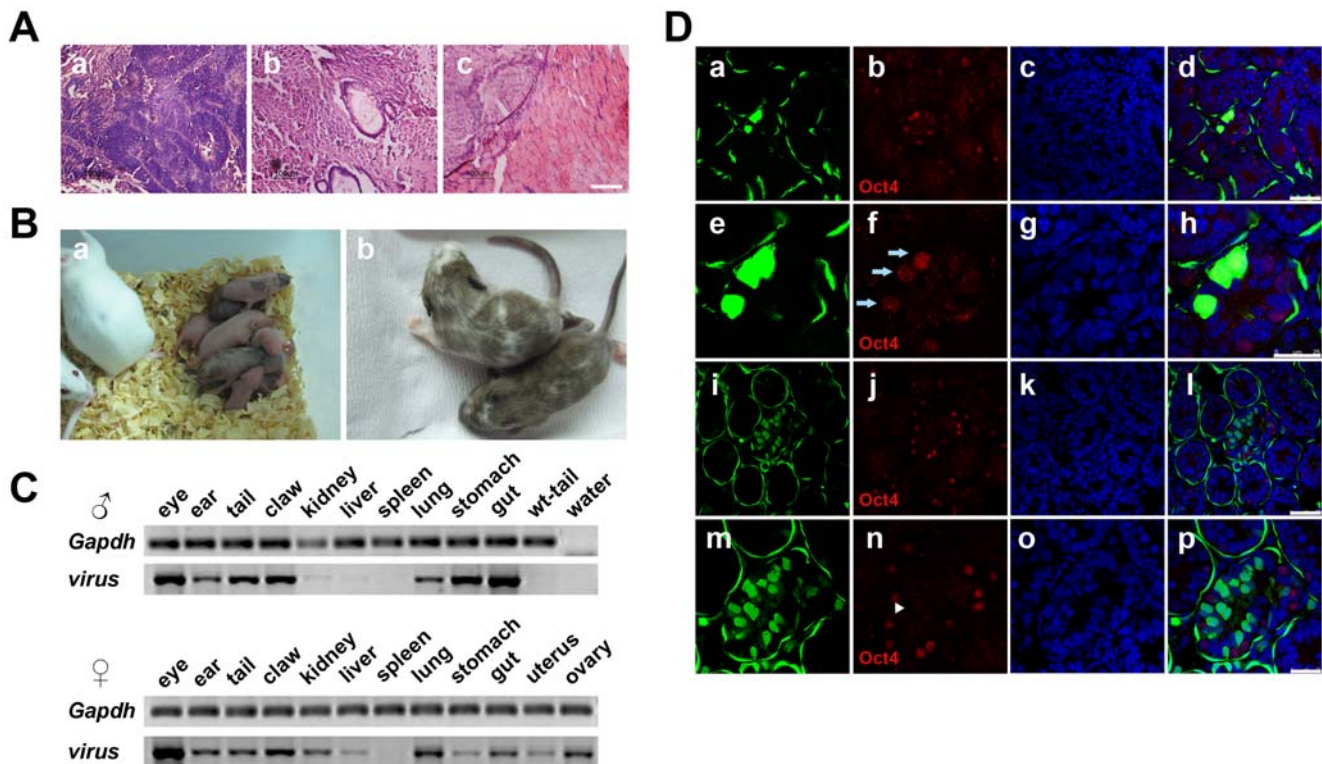 A
a
b
c
B
a
b
C
♂
eye ear tail claw kidney liver spleen lung stomach gut wt-tail water
Gapdh
virus
♀
eye ear tail claw kidney liver spleen lung stomach gut uterus ovary
Gapdh
virus
D
a b c d
Oct4
e f g h
Oct4
i j k l
Oct4
m n o p
Oct4